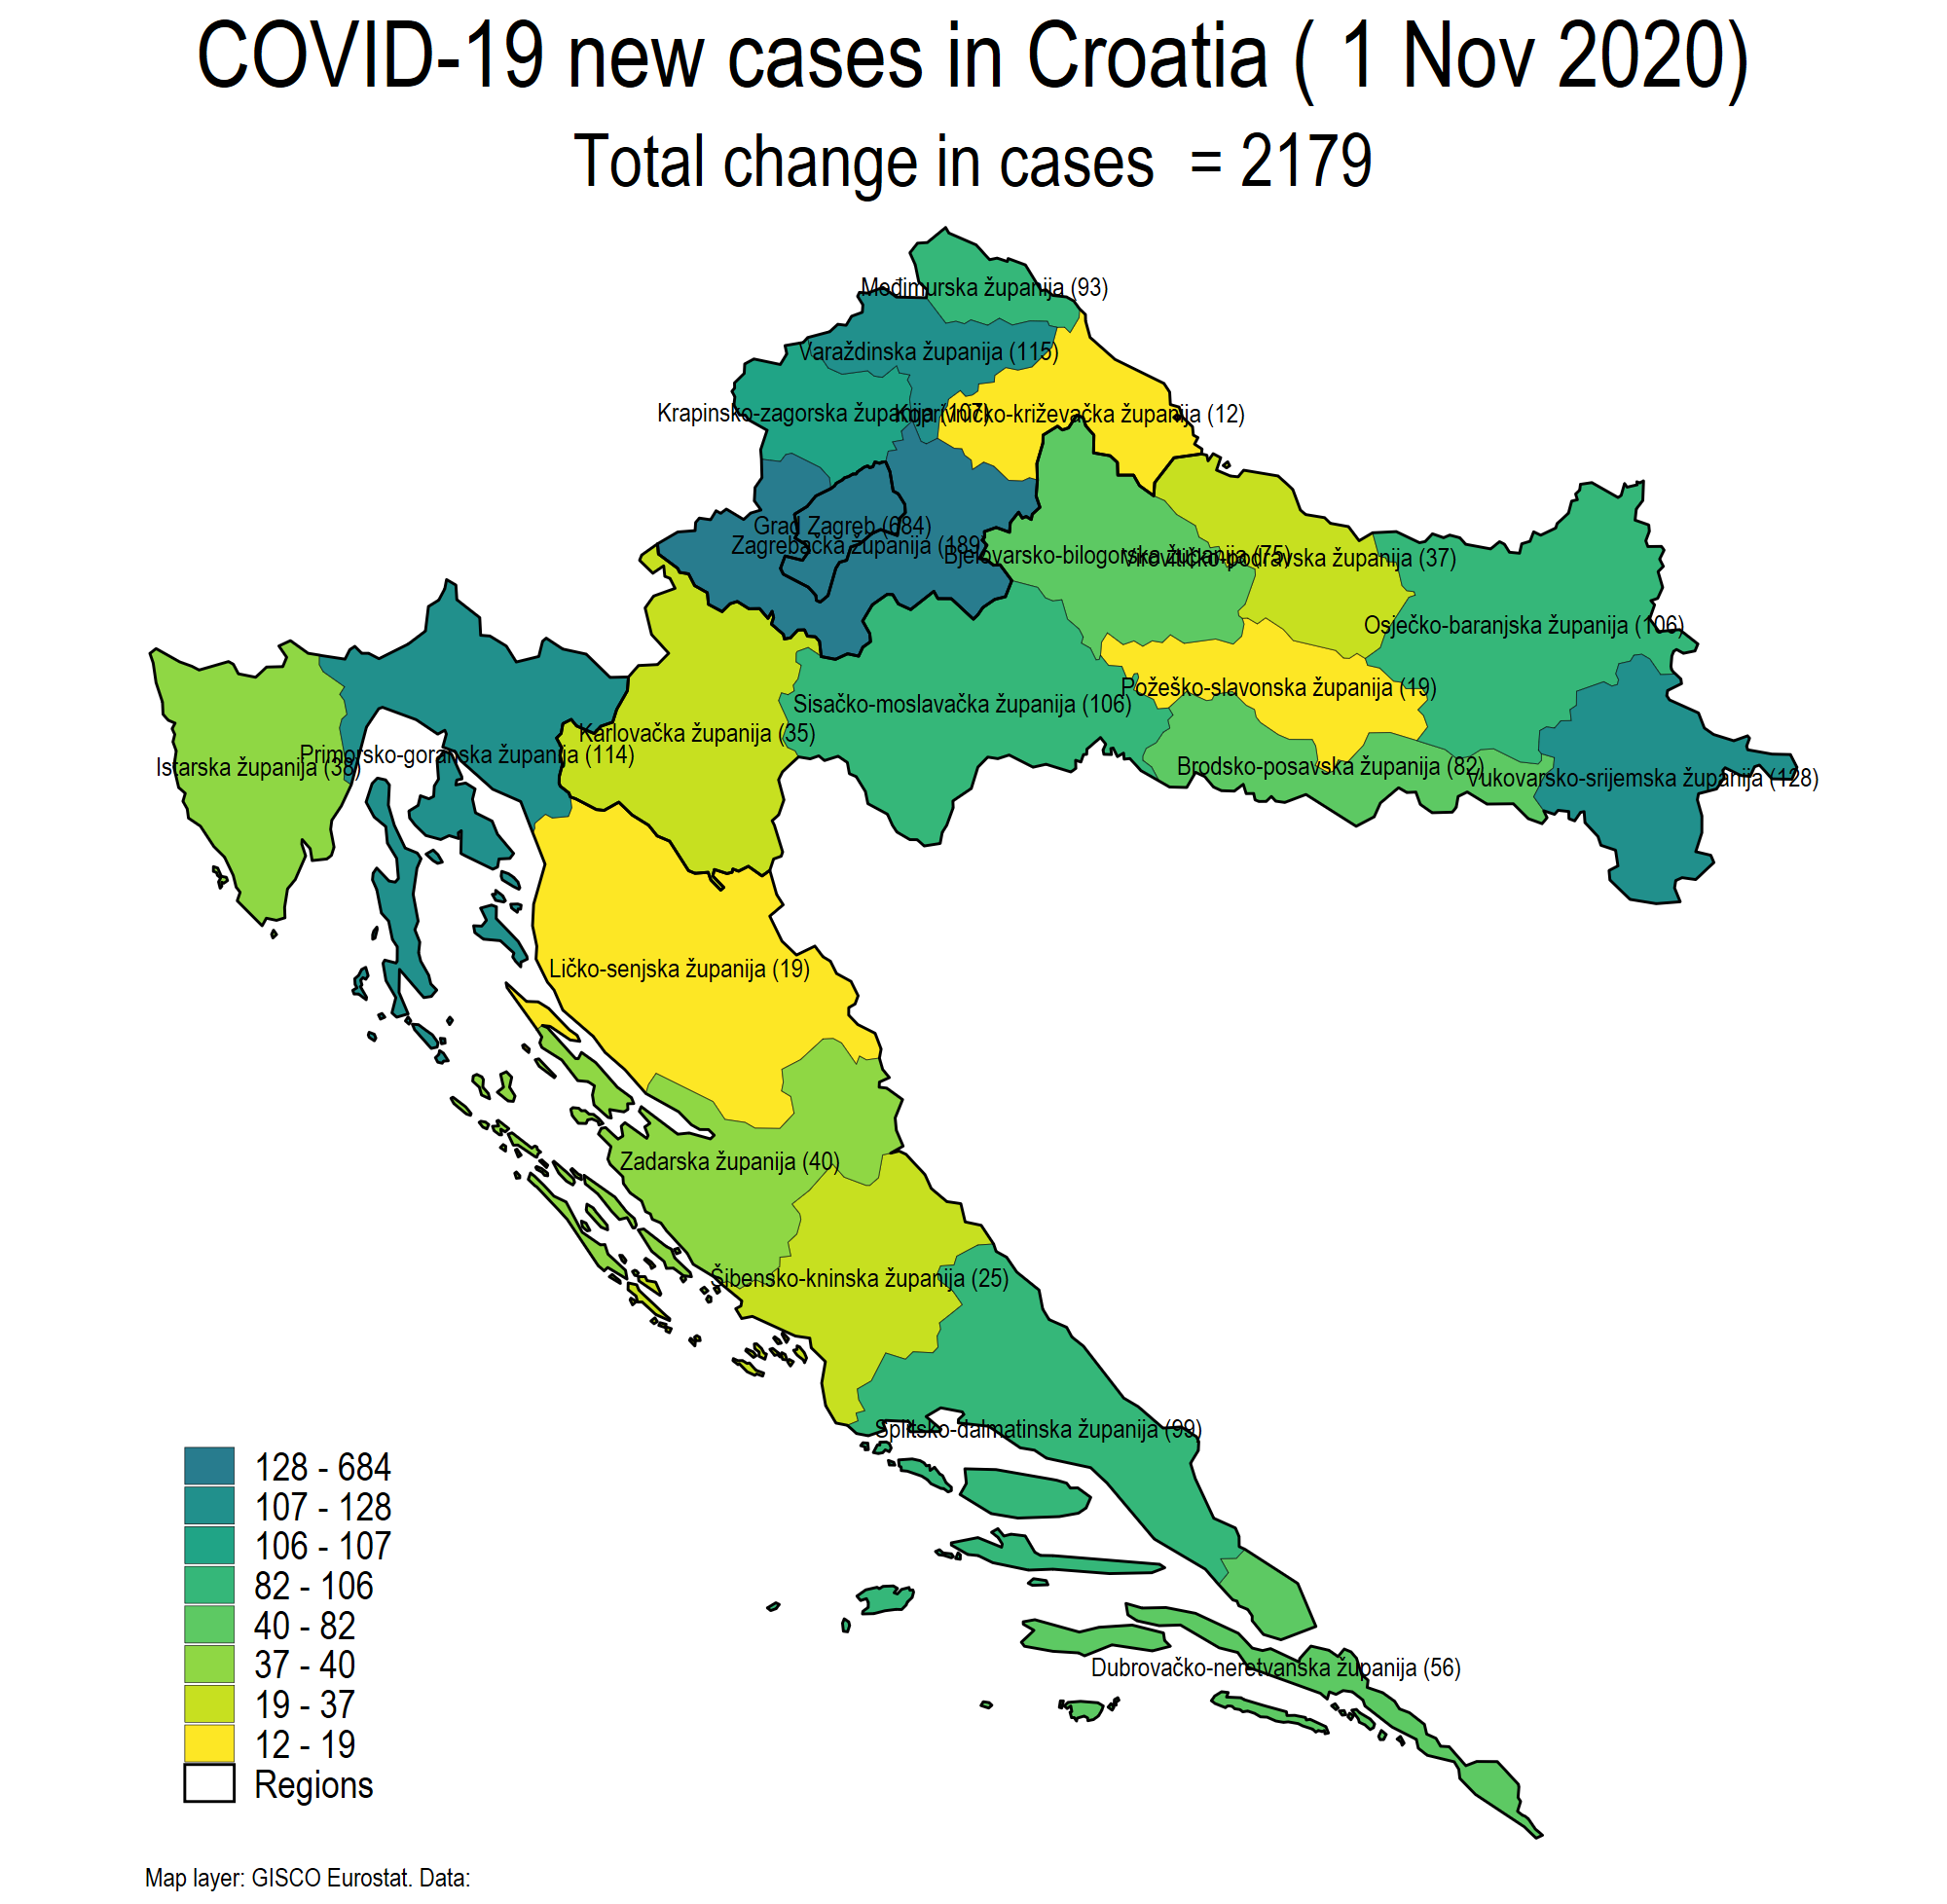 COVID-19 new cases in Croatia ( 1 Nov 2020)
Total change in cases  = 2179
Međimurska županija (93)
Varaždinska županija (115)
Krapinsko-zagorska županija (107)
Koprivničko-križevačka županija (12)
Grad Zagreb (684)
Zagrebačka županija (189)
Bjelovarsko-bilogorska županija (75)
Virovitičko-podravska županija (37)
Osječko-baranjska županija (106)
Požeško-slavonska županija (19)
Sisačko-moslavačka županija (106)
Karlovačka županija (35)
Primorsko-goranska županija (114)
Istarska županija (38)
Brodsko-posavska županija (82)
Vukovarsko-srijemska županija (128)
Ličko-senjska županija (19)
Zadarska županija (40)
Šibensko-kninska županija (25)
Splitsko-dalmatinska županija (99)
Dubrovačko-neretvanska županija (56)
128 - 684
107 - 128
106 - 107
82 - 106
40 - 82
37 - 40
19 - 37
12 - 19
Regions
Map layer: GISCO Eurostat. Data: